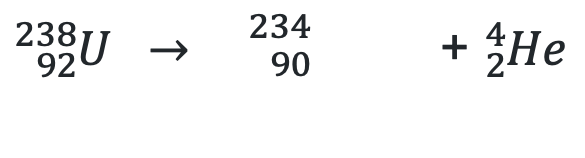 ²³⁸₉₂U → ²³⁴₉₀ + ⁴₂He